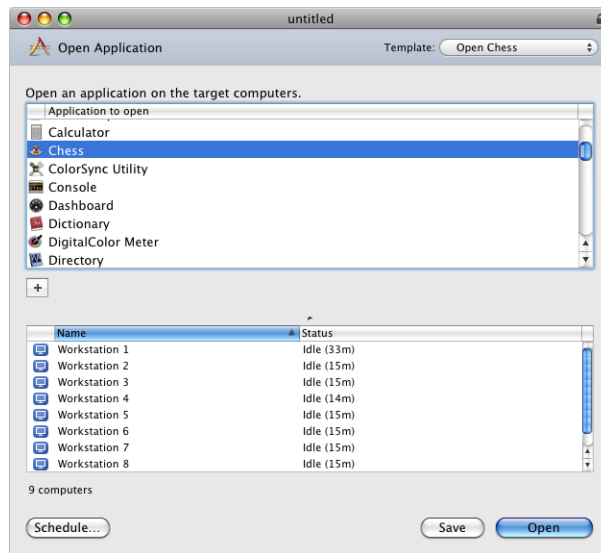 untitled
Open Application
Template: Open Chess
Open an application on the target computers.
Application to open
Calculator
Chess
ColorSync Utility
Console
Dashboard
Dictionary
DigitalColor Meter
Directory
+
Name Status
Workstation 1 Idle (33m)
Workstation 2 Idle (15m)
Workstation 3 Idle (15m)
Workstation 4 Idle (14m)
Workstation 5 Idle (15m)
Workstation 6 Idle (15m)
Workstation 7 Idle (15m)
Workstation 8 Idle (15m)
9 computers
Schedule... Save Open